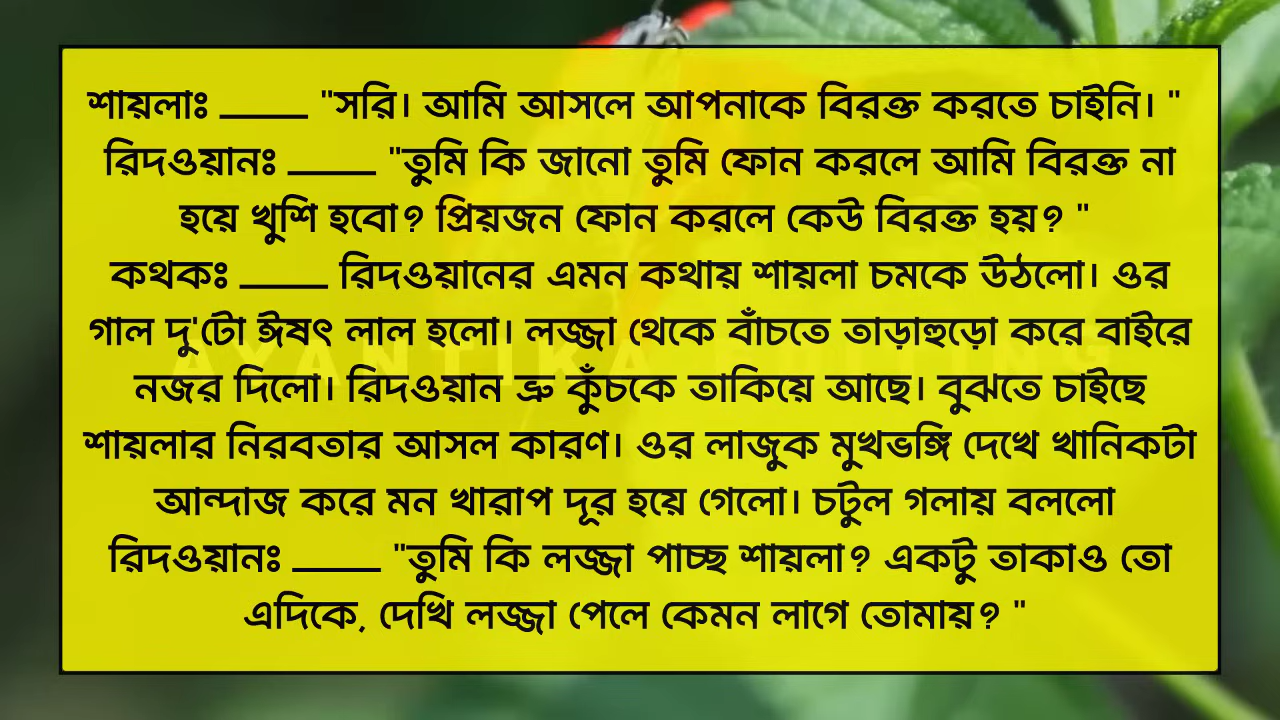 শায়লাঃ _____ "সরি। আমি আসলে আপনাকে বিরক্ত করতে চাইনি। "
রিদওয়ানঃ _____ "তুমি কি জানো তুমি ফোন করলে আমি বিরক্ত না
হয়ে খুশি হবো? প্রিয়জন ফোন করলে কেউ বিরক্ত হয়? "
কথকঃ _____ রিদওয়ানের এমন কথায় শায়লা চমকে উঠলো। ওর
গাল দু'টো ঈষৎ লাল হলো। লজ্জা থেকে বাঁচতে তাড়াহুড়ো করে বাইরে
নজর দিলো। রিদওয়ান ভ্রু কুঁচকে তাকিয়ে আছে। বুঝতে চাইছে
শায়লার নিরবতার আসল কারণ। ওর লাজুক মুখভঙ্গি দেখে খানিকটা
আন্দাজ করে মন খারাপ দূর হয়ে গেলো। চটুল গলায় বললো
রিদওয়ানঃ _____ "তুমি কি লজ্জা পাচ্ছ শায়লা? একটু তাকাও তো
এদিকে, দেখি লজ্জা পেলে কেমন লাগে তোমায়? "